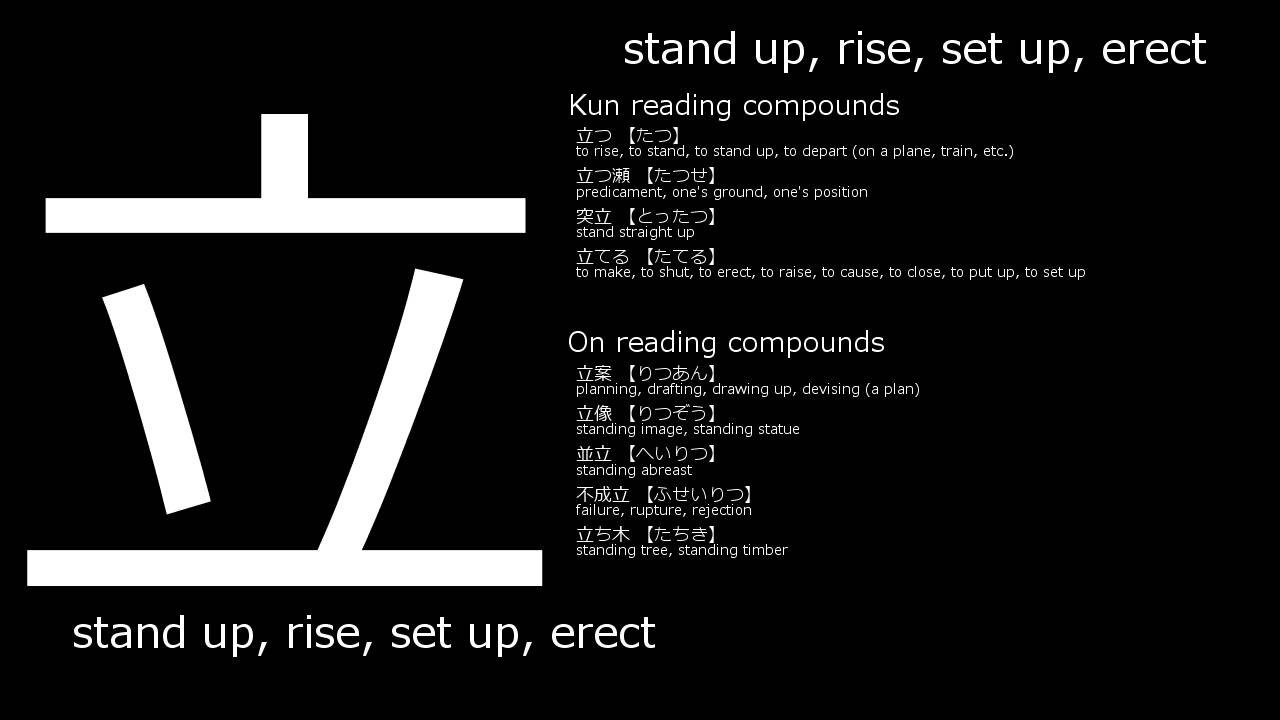 立
stand up, rise, set up, erect
stand up, rise, set up, erect
Kun reading compounds
立つ 【たつ】
to rise, to stand, to stand up, to depart (on a plane, train, etc.)
立つ瀬 【たつせ】
predicament, one's ground, one's position
突立 【とったつ】
stand straight up
立てる 【たてる】
to make, to shut, to erect, to raise, to cause, to close, to put up, to set up
On reading compounds
立案 【りつあん】
planning, drafting, drawing up, devising (a plan)
立像 【りつぞう】
standing image, standing statue
並立 【へいりつ】
standing abreast
不成立 【ふせいりつ】
failure, rupture, rejection
立ち木 【たちき】
standing tree, standing timber